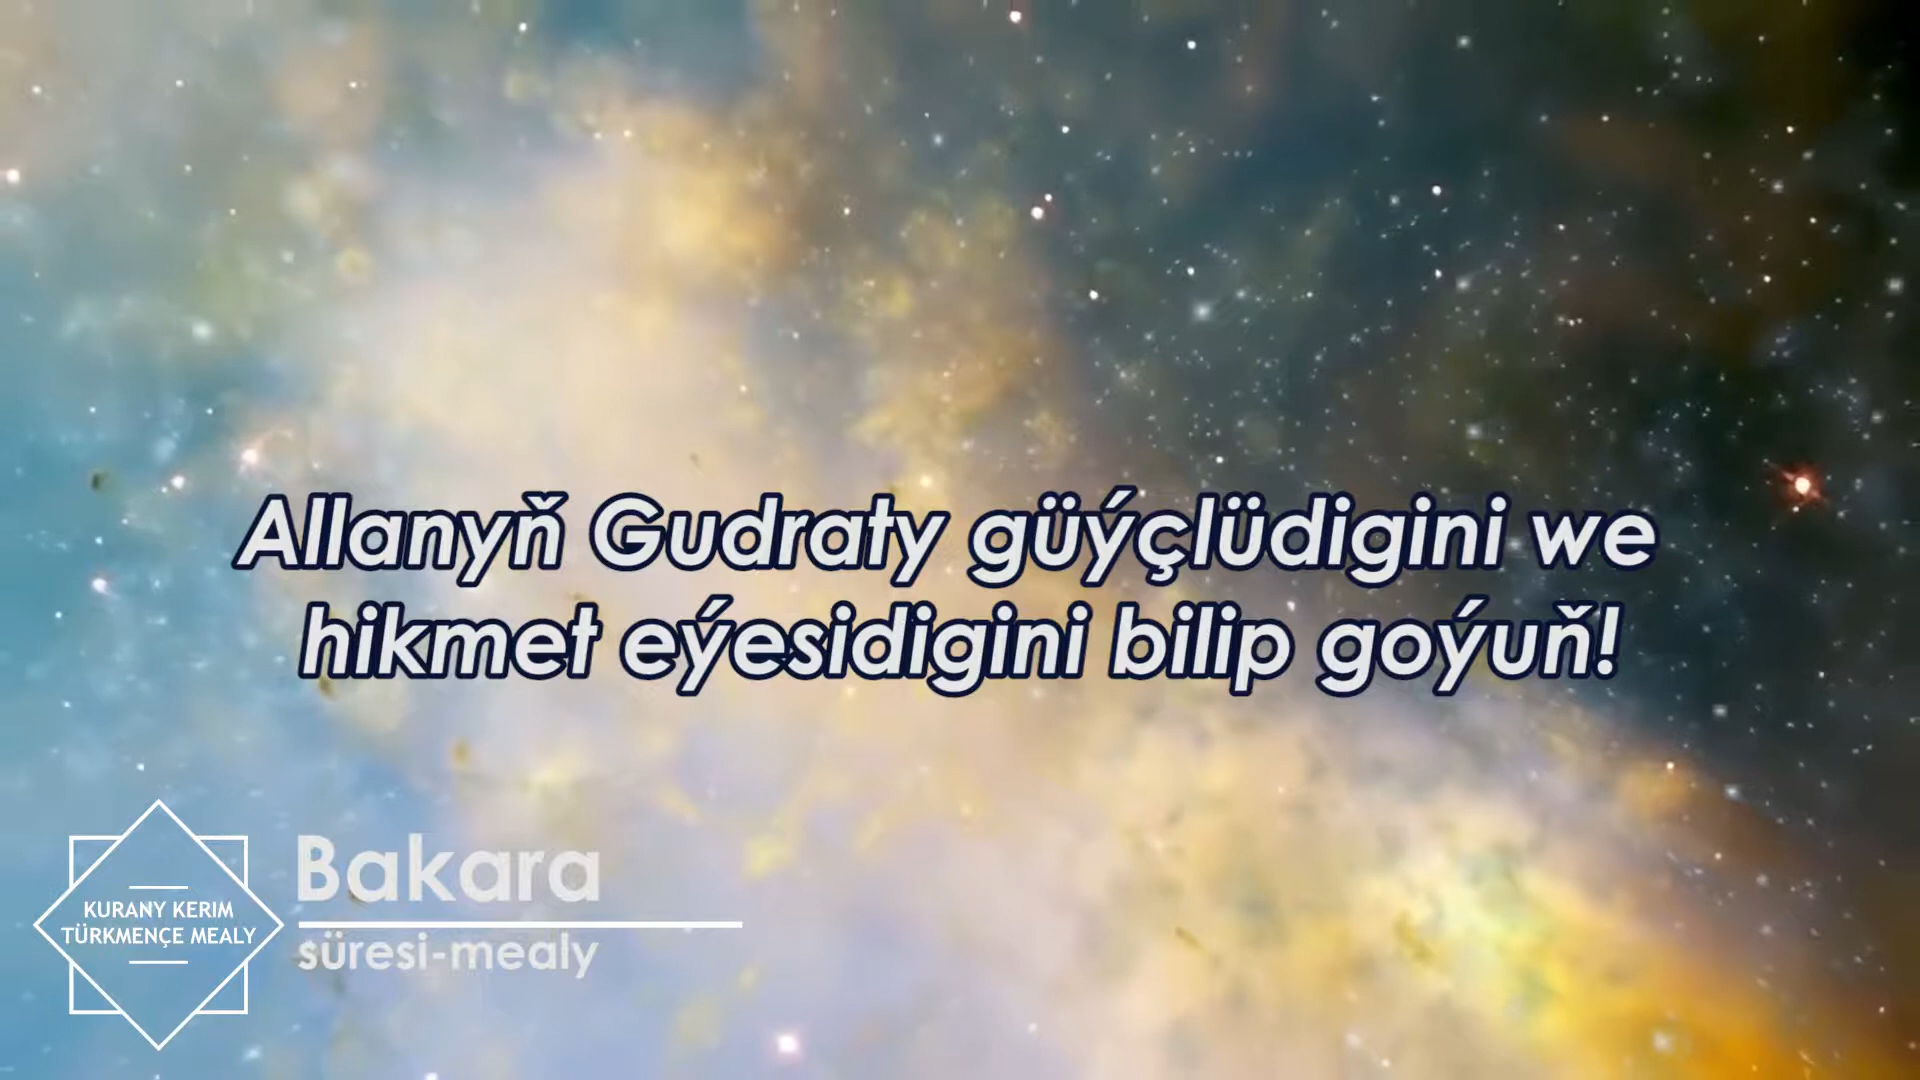 Allanyň Gudraty güýçlüdigini we
hikmet eýesidigini bilip goýuň!
Bakara
süresi-mealy
KURANY KERIM
TÜRKMENÇE MEALY